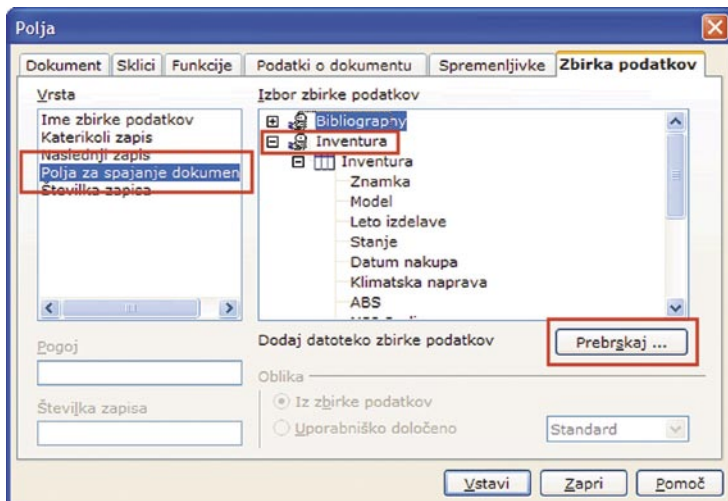 Polja
Dokument Sklici Funkcije Podatki o dokumentu Spremenljivke Zbirka podatkov
Vrsta
Ime zbirke podatkov
Katerikoli zapis
Naslednji zapis
Polja za spajanje dokumen
Številka zapisa
Izbor zbirke podatkov
Bibliography
Inventura
Inventura
Znamka
Model
Leto izdelave
Stanje
Datum nakupa
Klimatska naprava
ABS
Dodaj datoteko zbirke podatkov
Prebrskaj ...
Pogoj
Številka zapisa
Oblika
Iz zbirke podatkov
Uporabniško določeno
Standard
Vstavi Zapri Pomoč